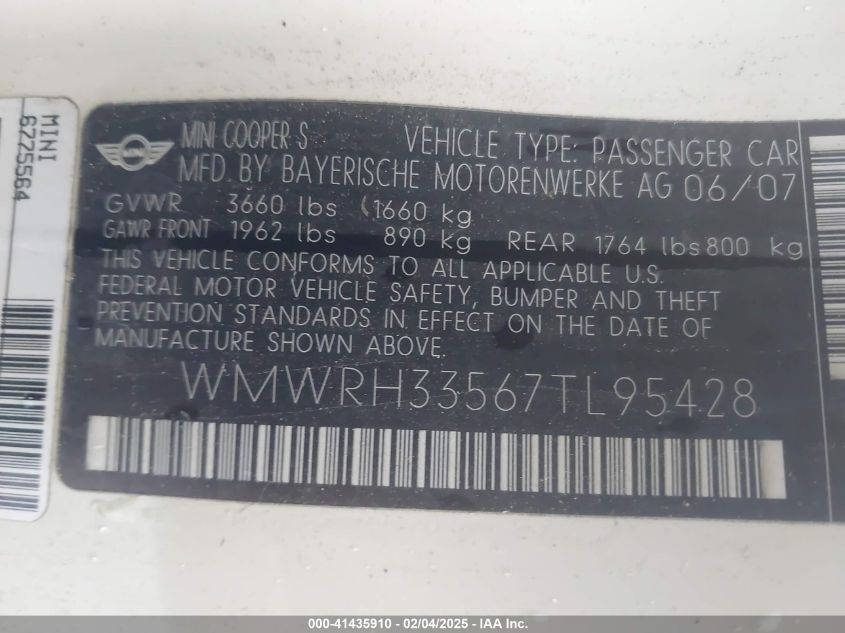 MINI
6225564
MINI COOPER S VEHICLE TYPE: PASSENGER CAR
MFD. BY: BAYERISCHE MOTORENWERKE AG 06/07
GVWR 3660 lbs (1660 kg
GAWR FRONT 1962 lbs 890 kg REAR 1764 lbs 800 kg
THIS VEHICLE CONFORMS TO ALL APPLICABLE U.S.
FEDERAL MOTOR VEHICLE SAFETY, BUMPER AND THEFT
PREVENTION STANDARDS IN EFFECT ON THE DATE OF
MANUFACTURE SHOWN ABOVE.
WMWRH33567TL95428
000-41435910 - 02/04/2025 - IAA Inc.